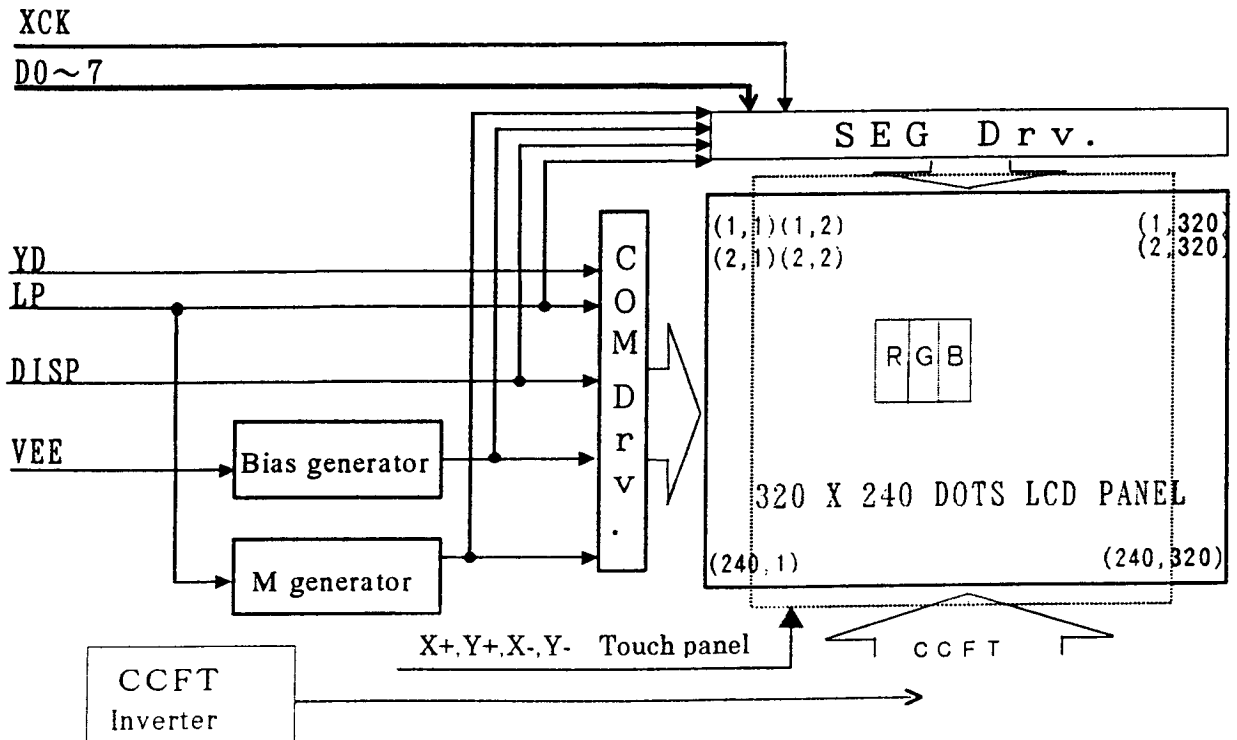 XCK
D0～7
SEG Drv.
(1,1)(1,2)
(1,320)
(2,1)(2,2)
(2,320)
YD
LP
DISP
VEE
COM Drv.
R G B
Bias generator
320 X 240 DOTS LCD PANEL
M generator
(240,1)
(240,320)
X+,Y+,X-,Y- Touch panel
CCFT
CCFT
Inverter